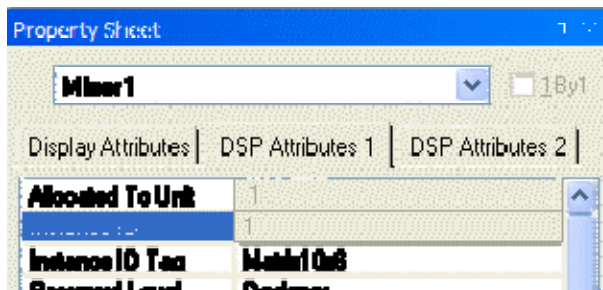 Property Sheet
Mixer1 1By1
Display Attributes DSP Attributes 1 DSP Attributes 2
Allocated To Unit 1
1
Instance ID Tag